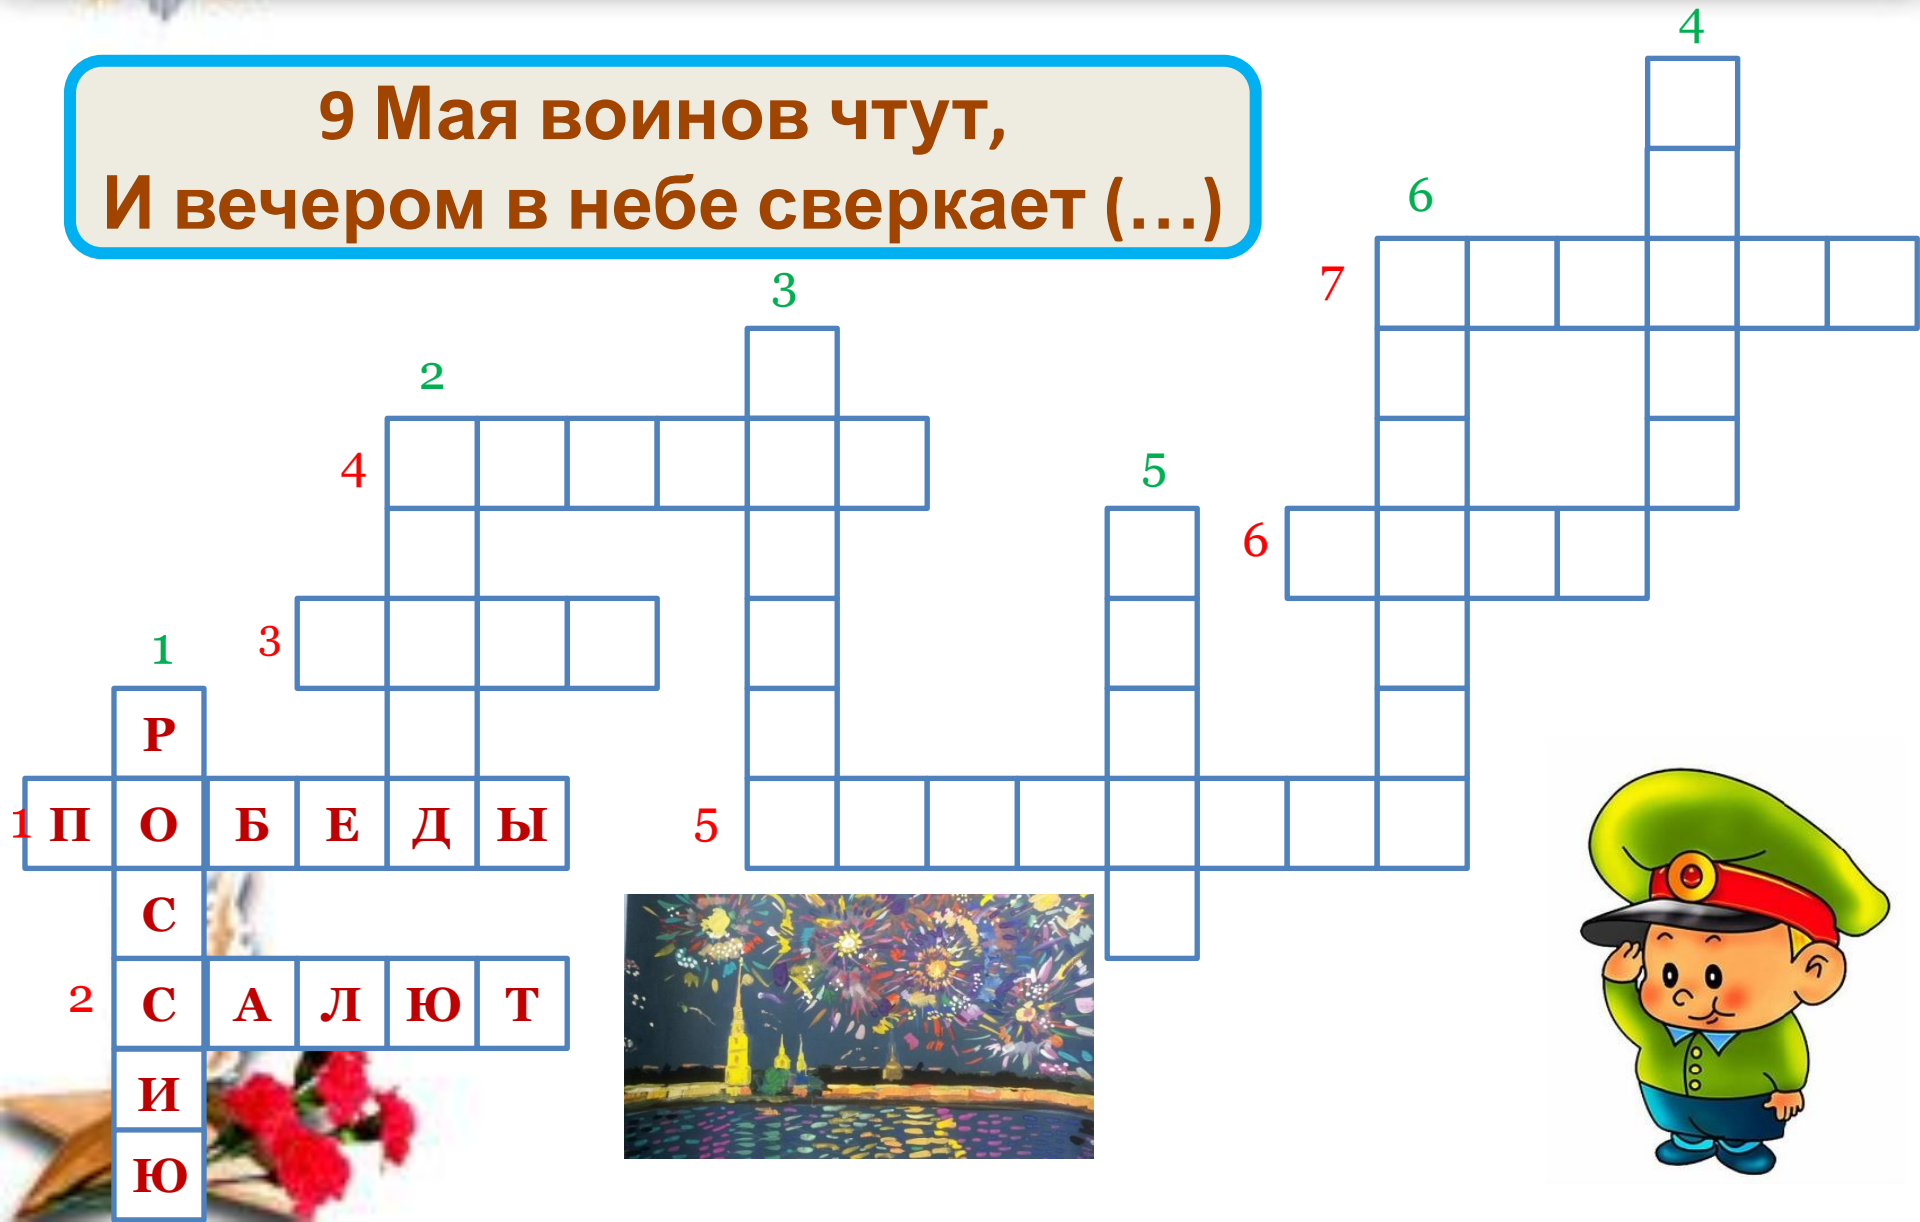 4
9 Мая воинов чтут,
И вечером в небе сверкает (...)
6
7
3
2
4
5
6
3
1
Р
1 П О Б Е Д Ы
5
С
2 С А Л Ю Т
И
Ю